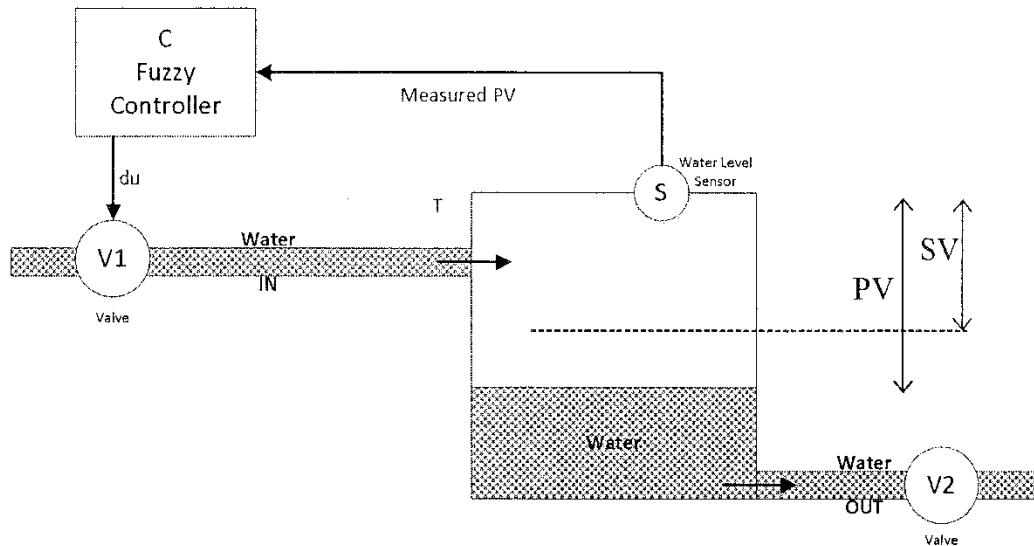 C
Fuzzy
Controller
Measured PV
du
Water Level
Sensor
S
T
Water
V1
IN
Valve
SV
PV
Water
Water
V2
OUT
Valve